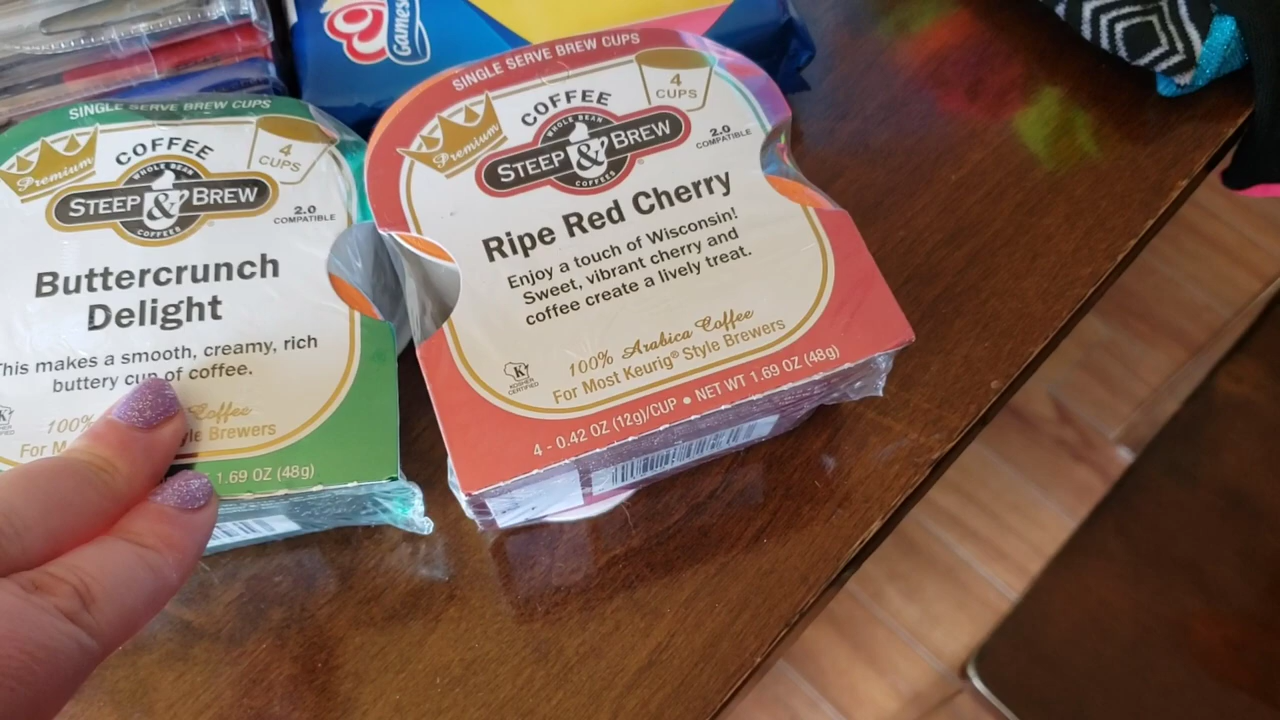 Games
SINGLE SERVE BREW CUPS
Premium
COFFEE
4
CUPS
WHOLE BEAN
STEEP & BREW
COFFEES
2.0
COMPATIBLE
Buttercrunch
Delight
This makes a smooth, creamy, rich
buttery cup of coffee.
100% Coffee
For M yle Brewers
1.69 OZ (48g)
SINGLE SERVE BREW CUPS
Premium
COFFEE
4
CUPS
WHOLE BEAN
STEEP & BREW
COFFEES
2.0
COMPATIBLE
Ripe Red Cherry
Enjoy a touch of Wisconsin!
Sweet, vibrant cherry and
coffee create a lively treat.
100% Arabica Coffee
For Most Keurig® Style Brewers
K
KOSHER
CERTIFIED
4 - 0.42 OZ (12g)/CUP • NET WT 1.69 OZ (48g)